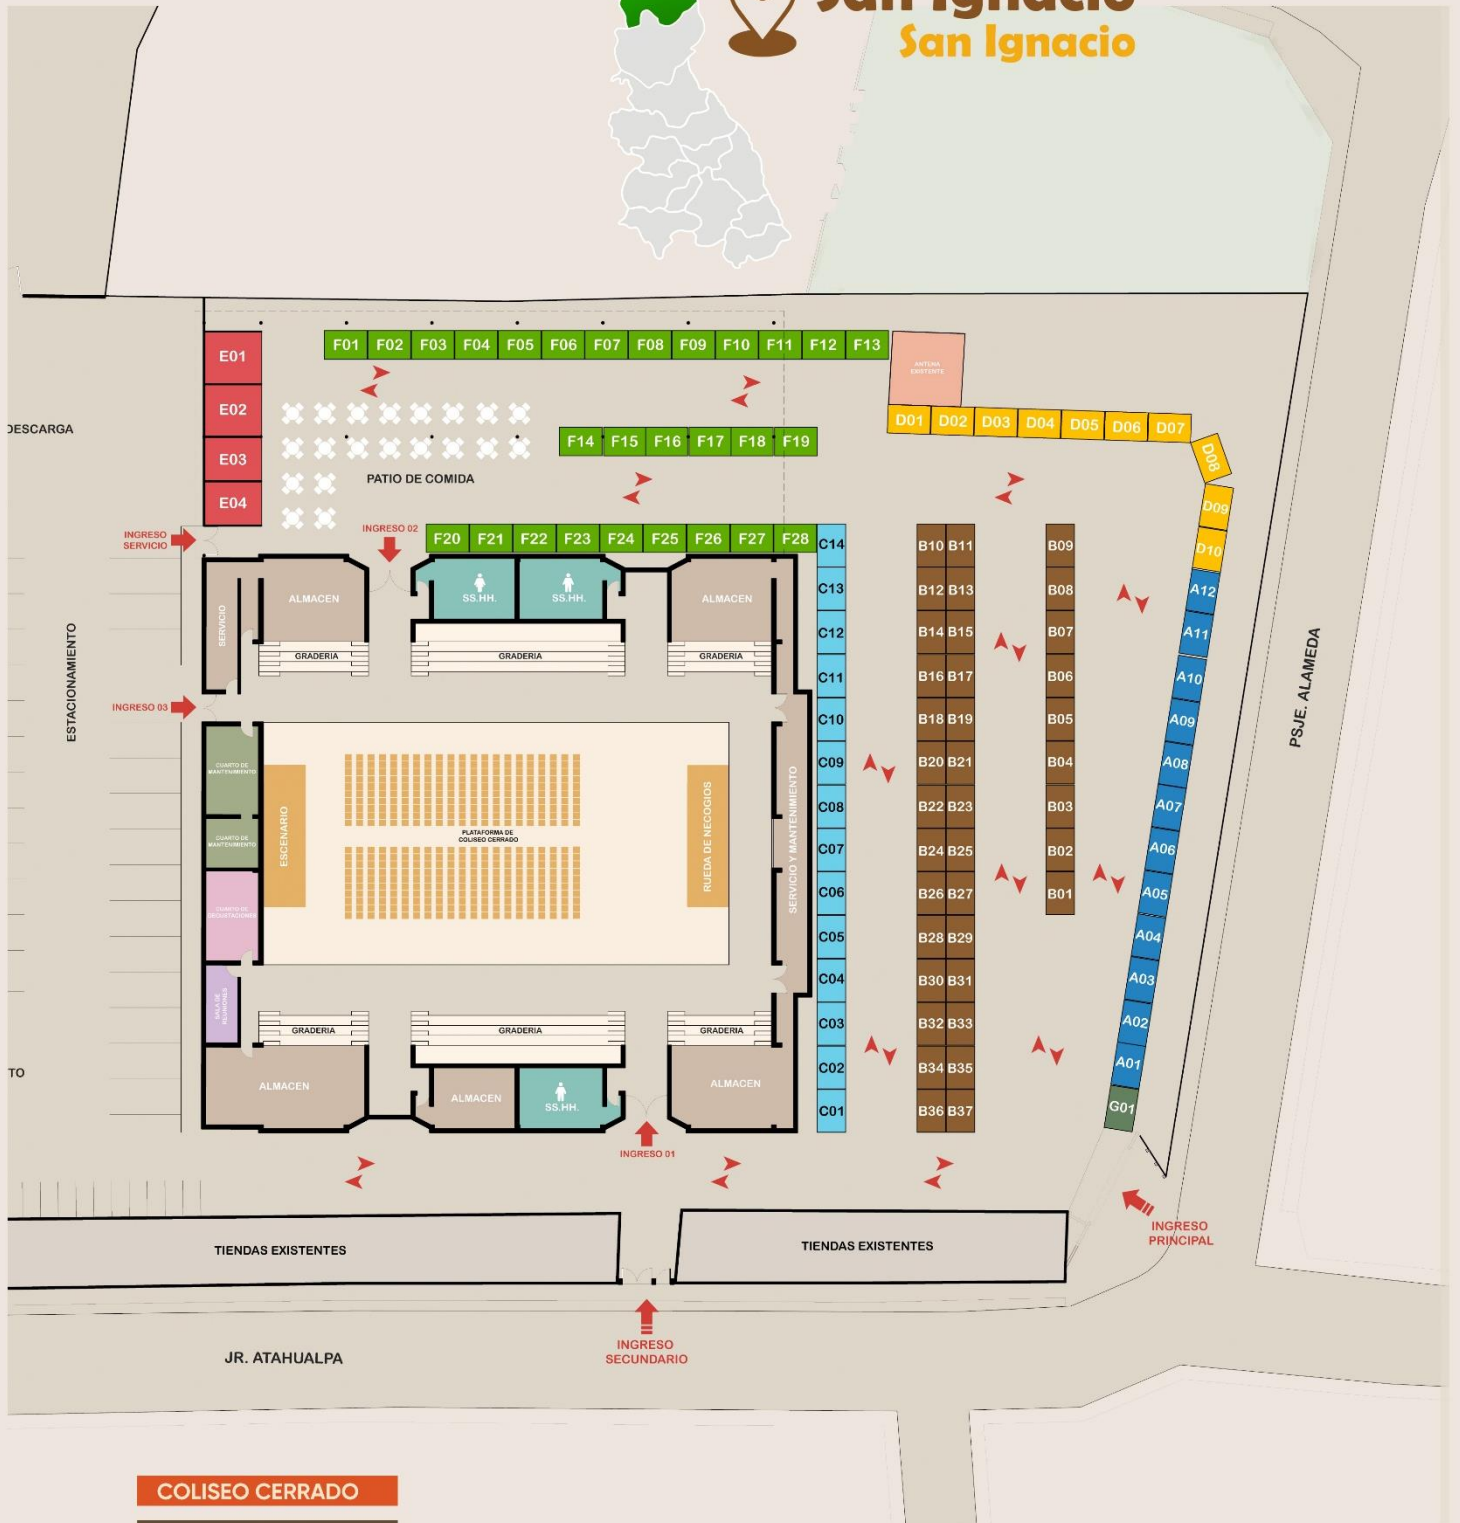 San Ignacio
San Ignacio
E01
E02
E03
E04
F01 F02 F03 F04 F05 F06 F07 F08 F09 F10 F11 F12 F13
ANTENA
EXISTENTE
D01 D02 D03 D04 D05 D06 D07
D08
D09
D10
DESCARGA
F14 F15 F16 F17 F18 F19
PATIO DE COMIDA
INGRESO
SERVICIO
INGRESO 02
F20 F21 F22 F23 F24 F25 F26 F27 F28
C14
C13
C12
C11
C10
C09
C08
C07
C06
C05
C04
C03
C02
C01
B10 B11
B12 B13
B14 B15
B16 B17
B18 B19
B20 B21
B22 B23
B24 B25
B26 B27
B28 B29
B30 B31
B32 B33
B34 B35
B36 B37
B09
B08
B07
B06
B05
B04
B03
B02
B01
A12
A11
A10
A09
A08
A07
A06
A05
A04
A03
A02
A01
G01
PSJE. ALAMEDA
ESTACIONAMIENTO
SERVICIO
ALMACEN
SS.HH.
SS.HH.
ALMACEN
GRADERIA
GRADERIA
GRADERIA
INGRESO 03
CUARTO DE
MANTENIMIENTO
CUARTO DE
MANTENIMIENTO
CUARTO DE
DEGUSTACIONES
SALA DE
REUNIONES
ESCENARIO
PLATAFORMA DE
COLISEO CERRADO
RUEDA DE NECOGIOS
SERVICIO Y MANTENIMIENTO
GRADERIA
GRADERIA
GRADERIA
TO
ALMACEN
ALMACEN
SS.HH.
ALMACEN
INGRESO 01
INGRESO
PRINCIPAL
TIENDAS EXISTENTES
TIENDAS EXISTENTES
INGRESO
SECUNDARIO
JR. ATAHUALPA
COLISEO CERRADO